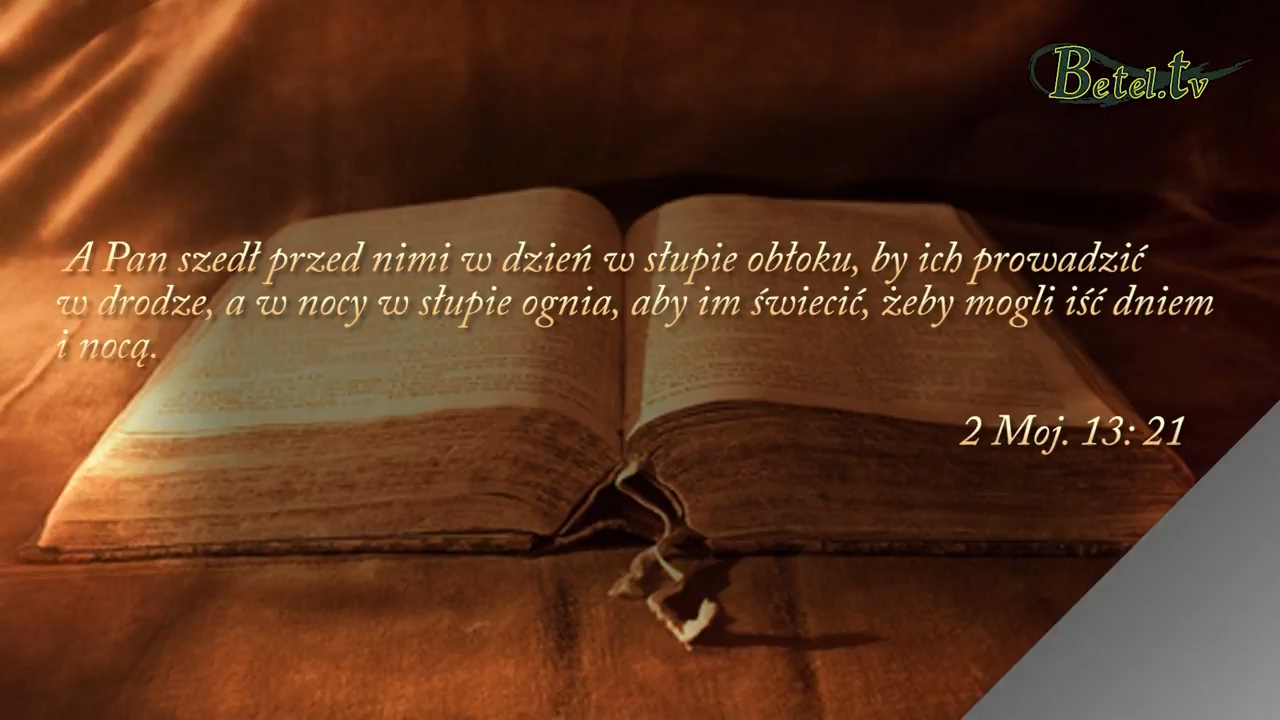 Betel.tv
A Pan szedł przed nimi w dzień w słupie obłoku, by ich prowadzić
w drodze, a w nocy w słupie ognia, aby im świecić, żeby mogli iść dniem
i nocą.
2 Moj. 13: 21